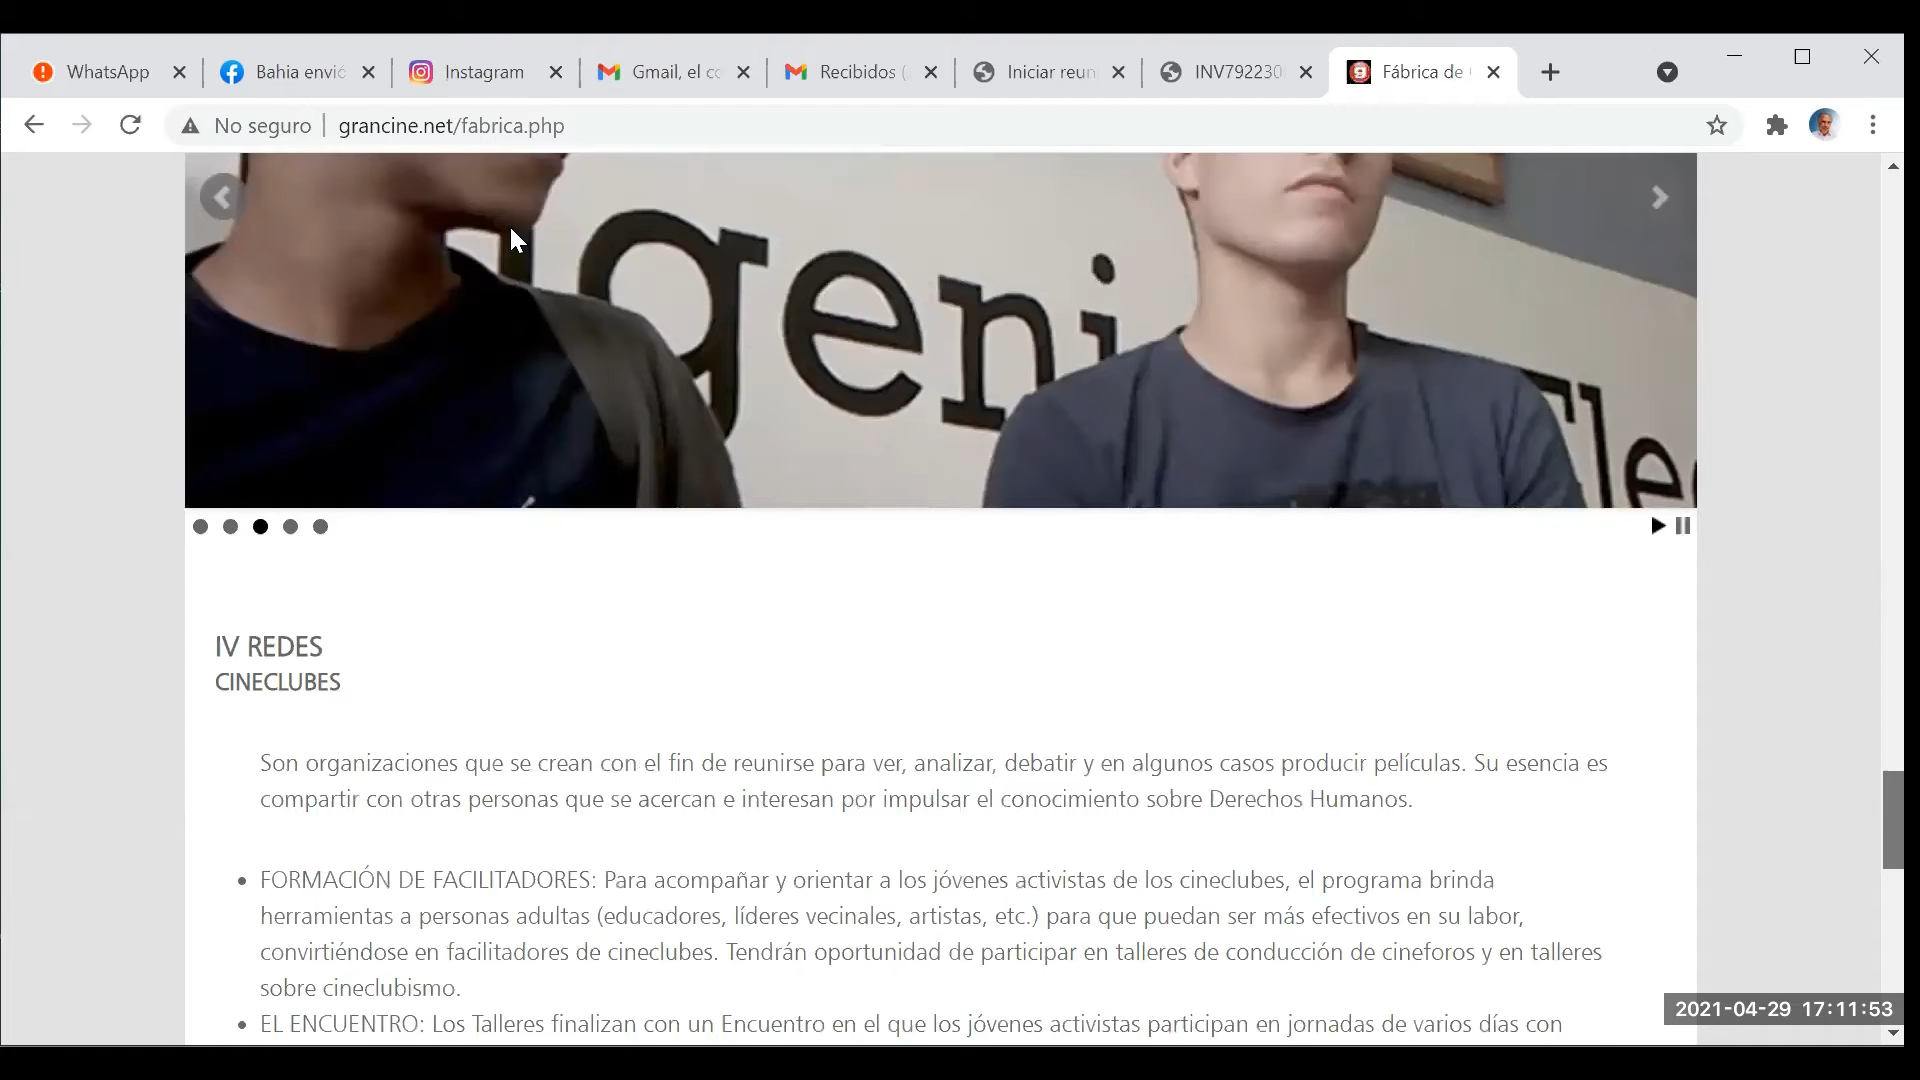 WhatsApp
Bahia envió
Instagram
Gmail, el co
Recibidos (
Iniciar reun
INV792230
Fábrica de
No seguro | grancine.net/fabrica.php
geni
Elec
IV REDES
CINECLUBES
Son organizaciones que se crean con el fin de reunirse para ver, analizar, debatir y en algunos casos producir películas. Su esencia es
compartir con otras personas que se acercan e interesan por impulsar el conocimiento sobre Derechos Humanos.
• FORMACIÓN DE FACILITADORES: Para acompañar y orientar a los jóvenes activistas de los cineclubes, el programa brinda
herramientas a personas adultas (educadores, líderes vecinales, artistas, etc.) para que puedan ser más efectivos en su labor,
convirtiéndose en facilitadores de cineclubes. Tendrán oportunidad de participar en talleres de conducción de cineforos y en talleres
sobre cineclubismo.
• EL ENCUENTRO: Los Talleres finalizan con un Encuentro en el que los jóvenes activistas participan en jornadas de varios días con
2021-04-29 17:11:53